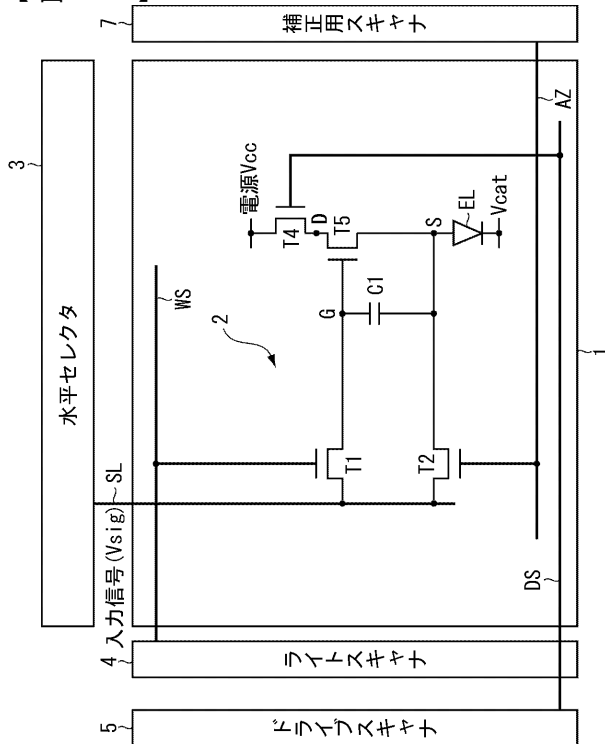 水平セレクタ
3
入力信号(Vsig)
SL
WS
電源Vcc
2
T4
D
T5
G
C1
S
EL
Vcat
T1
T2
AZ
DS
1
補正用スキャナ
7
ライトスキャナ
4
ドライブスキャナ
5